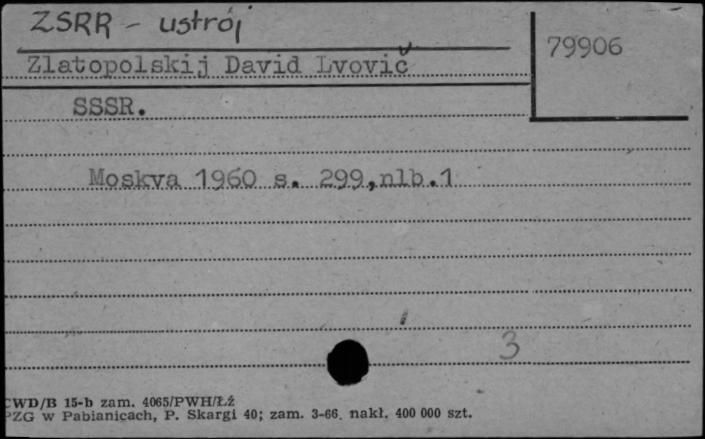 ZSRR - ustrój
79906
Zlatopolskij David Lvovič
SSSR.
Moskva 1960 s. 299,nlb.1
3
CWD/B 15-b zam. 4065/PWH/Łź
PZG w Pabianicach, P. Skargi 40; zam. 3-66. nakł. 400 000 szt.